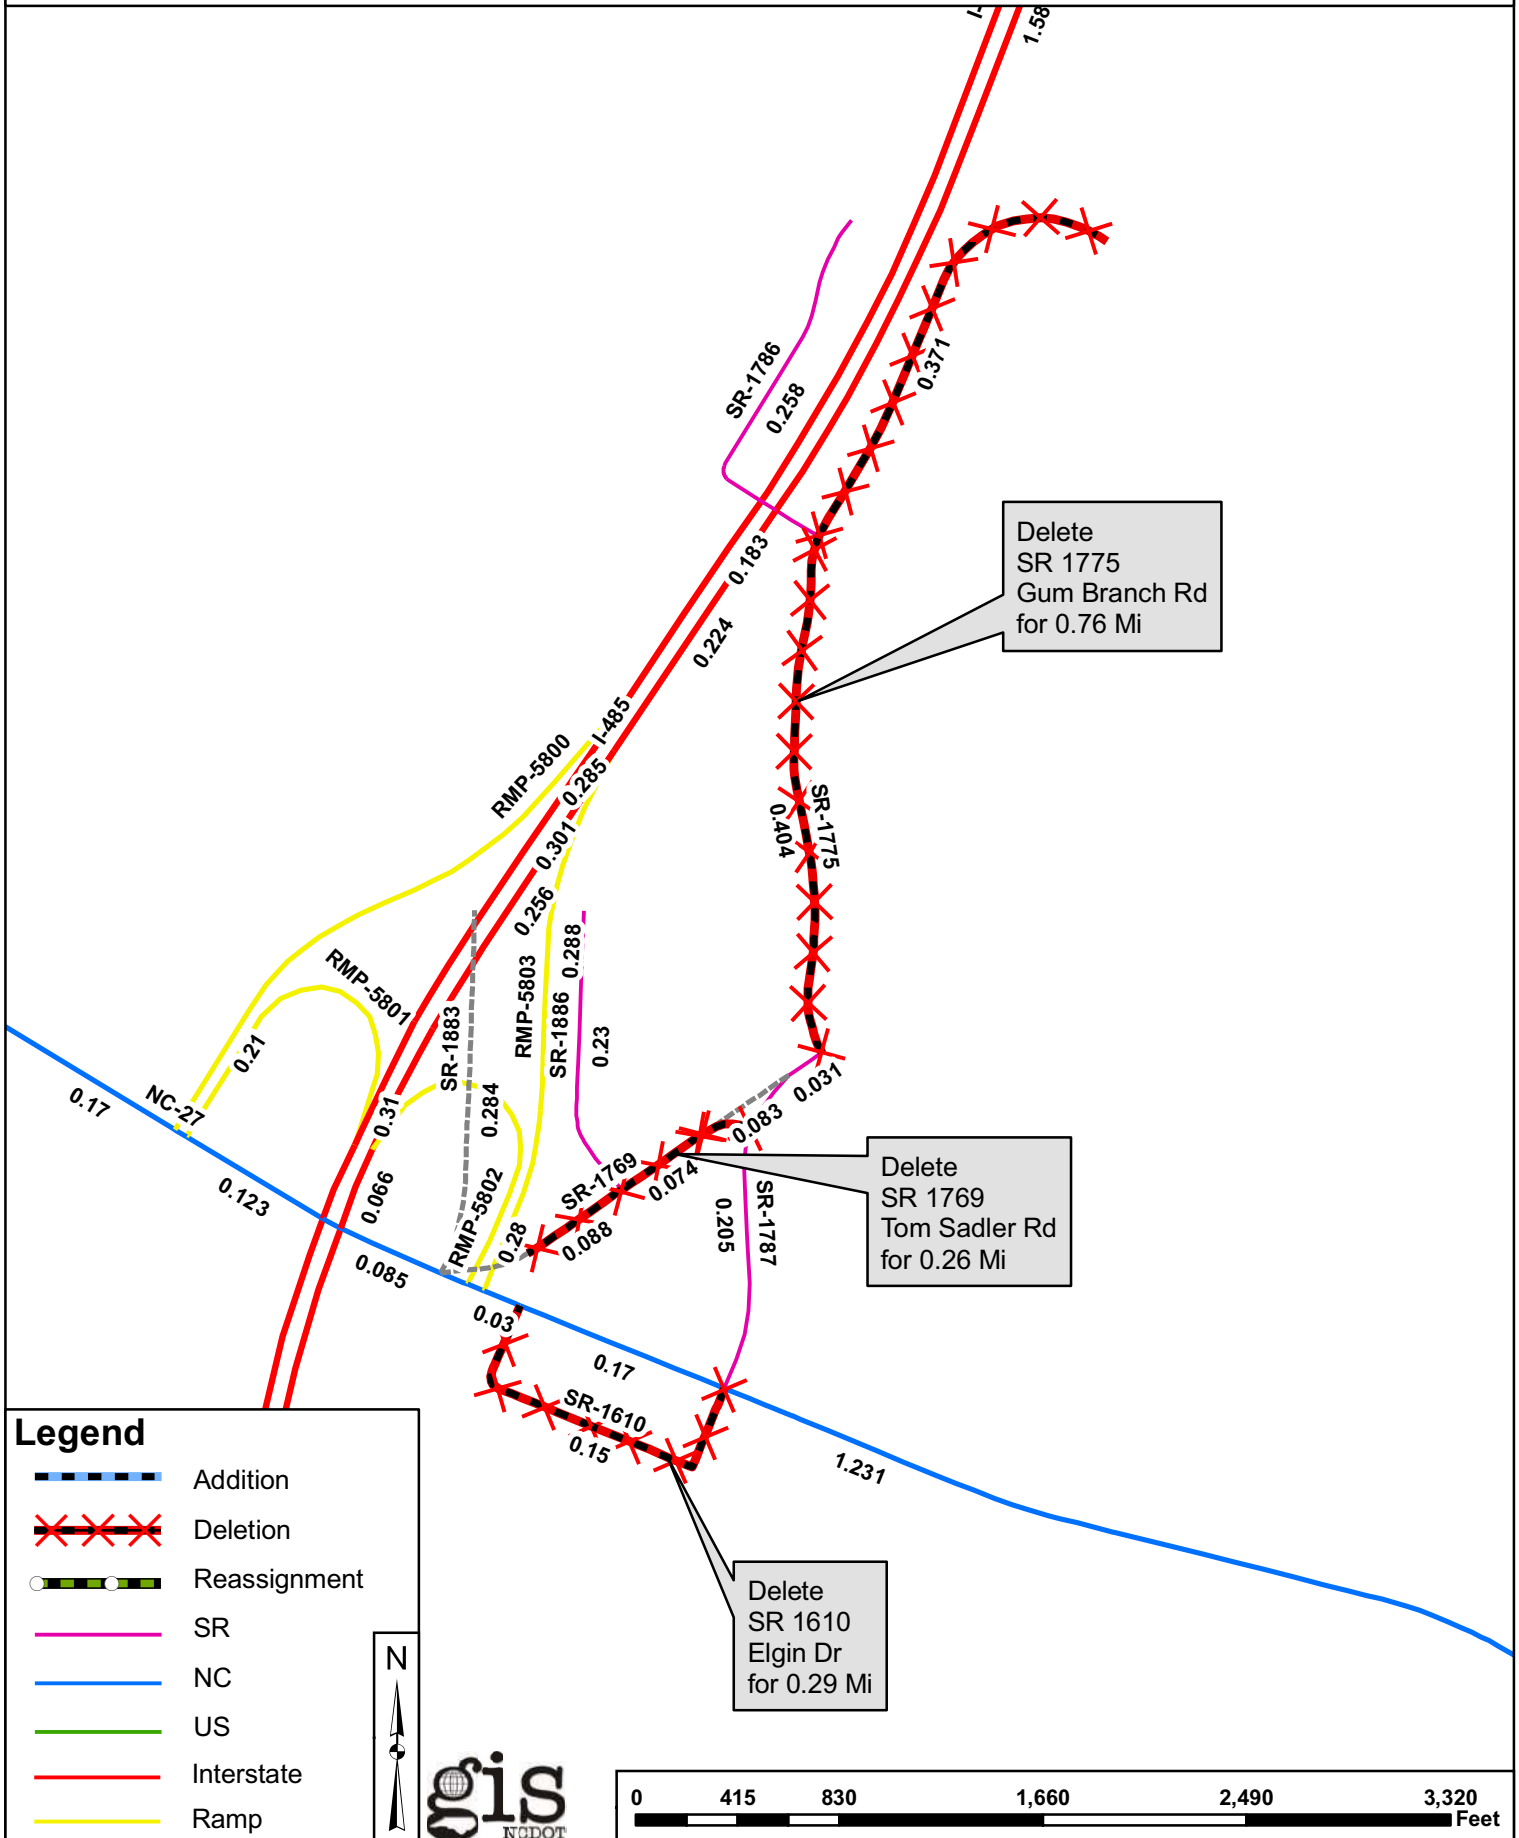 I-
1.58
SR-1786
0.258
0.371
0.183
0.224
Delete
SR 1775
Gum Branch Rd
for 0.76 Mi
I-485
RMP-5800
0.285
0.301
0.256
SR-1775
0.404
RMP-5801
0.288
RMP-5803
SR-1886
0.23
SR-1883
0.21
0.17
NC-27
0.31
0.284
0.031
0.083
0.123
0.066
RMP-5802
0.28
SR-1769
0.074
0.088
SR-1787
0.205
Delete
SR 1769
Tom Sadler Rd
for 0.26 Mi
0.085
0.03
0.17
SR-1610
0.15
1.231
Delete
SR 1610
Elgin Dr
for 0.29 Mi
Legend
Addition
Deletion
Reassignment
SR
NC
US
Interstate
Ramp
N
gis
NCDOT
0 415 830 1,660 2,490 3,320
Feet